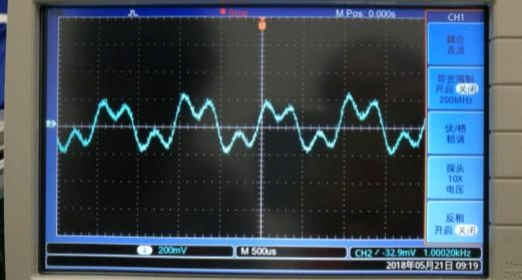 Stop
M Pos: 0.000s
CH1
耦合
直流
带宽限制
开启 关闭
200MHz
伏/格
粗调
探头
10X
电压
反相
开启 关闭
2
200mV
M 500us
CH2 / -32.9mV
1.00020kHz
2018年05月21日 09:19